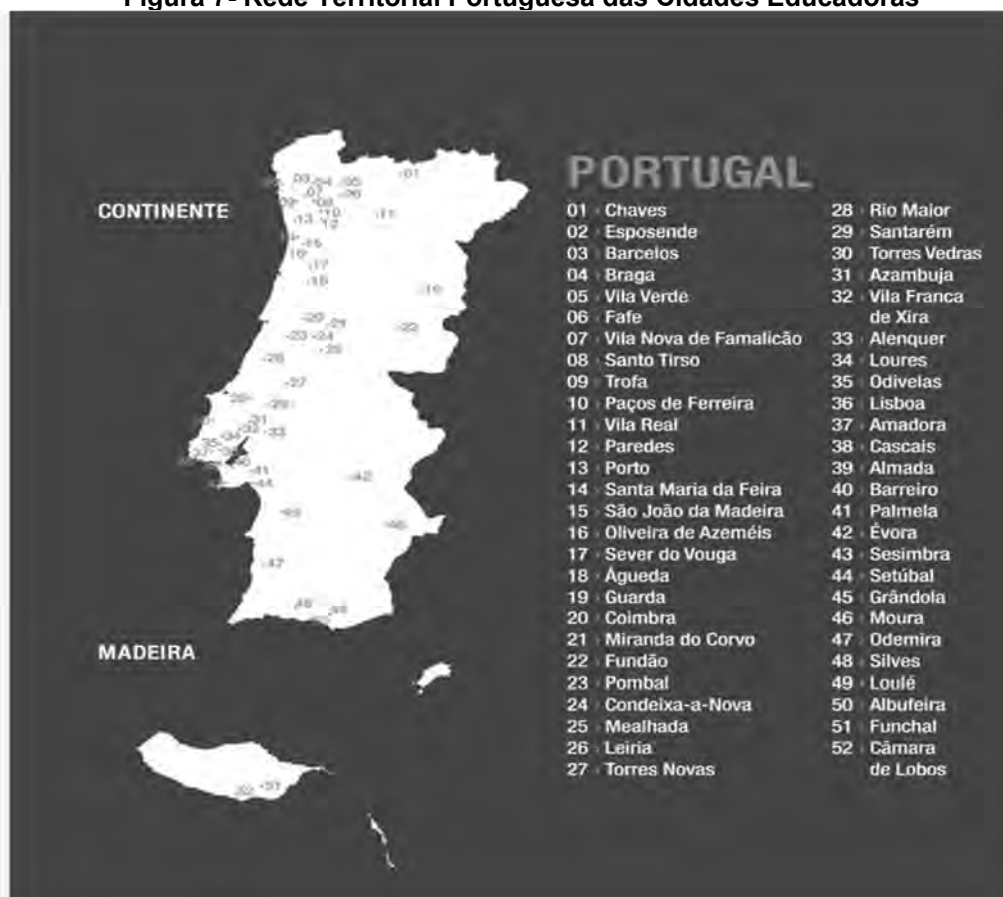 Figura 7- Rede Territorial Portuguesa das Cidades Educadoras
CONTINENTE
MADEIRA
PORTUGAL
01 Chaves
02 Esposende
03 Barcelos
04 Braga
05 Vila Verde
06 Fafe
07 Vila Nova de Famalicão
08 Santo Tirso
09 Trofa
10 Paços de Ferreira
11 Vila Real
12 Paredes
13 Porto
14 Santa Maria da Feira
15 São João da Madeira
16 Oliveira de Azeméis
17 Sever do Vouga
18 Águeda
19 Guarda
20 Coimbra
21 Miranda do Corvo
22 Fundão
23 Pombal
24 Condeixa-a-Nova
25 Mealhada
26 Leiria
27 Torres Novas
28 Rio Maior
29 Santarém
30 Torres Vedras
31 Azambuja
32 Vila Franca
de Xira
33 Alenquer
34 Loures
35 Odivelas
36 Lisboa
37 Amadora
38 Cascais
39 Almada
40 Barreiro
41 Palmela
42 Évora
43 Sesimbra
44 Setúbal
45 Grândola
46 Moura
47 Odemira
48 Silves
49 Loulé
50 Albufeira
51 Funchal
52 Câmara
de Lobos